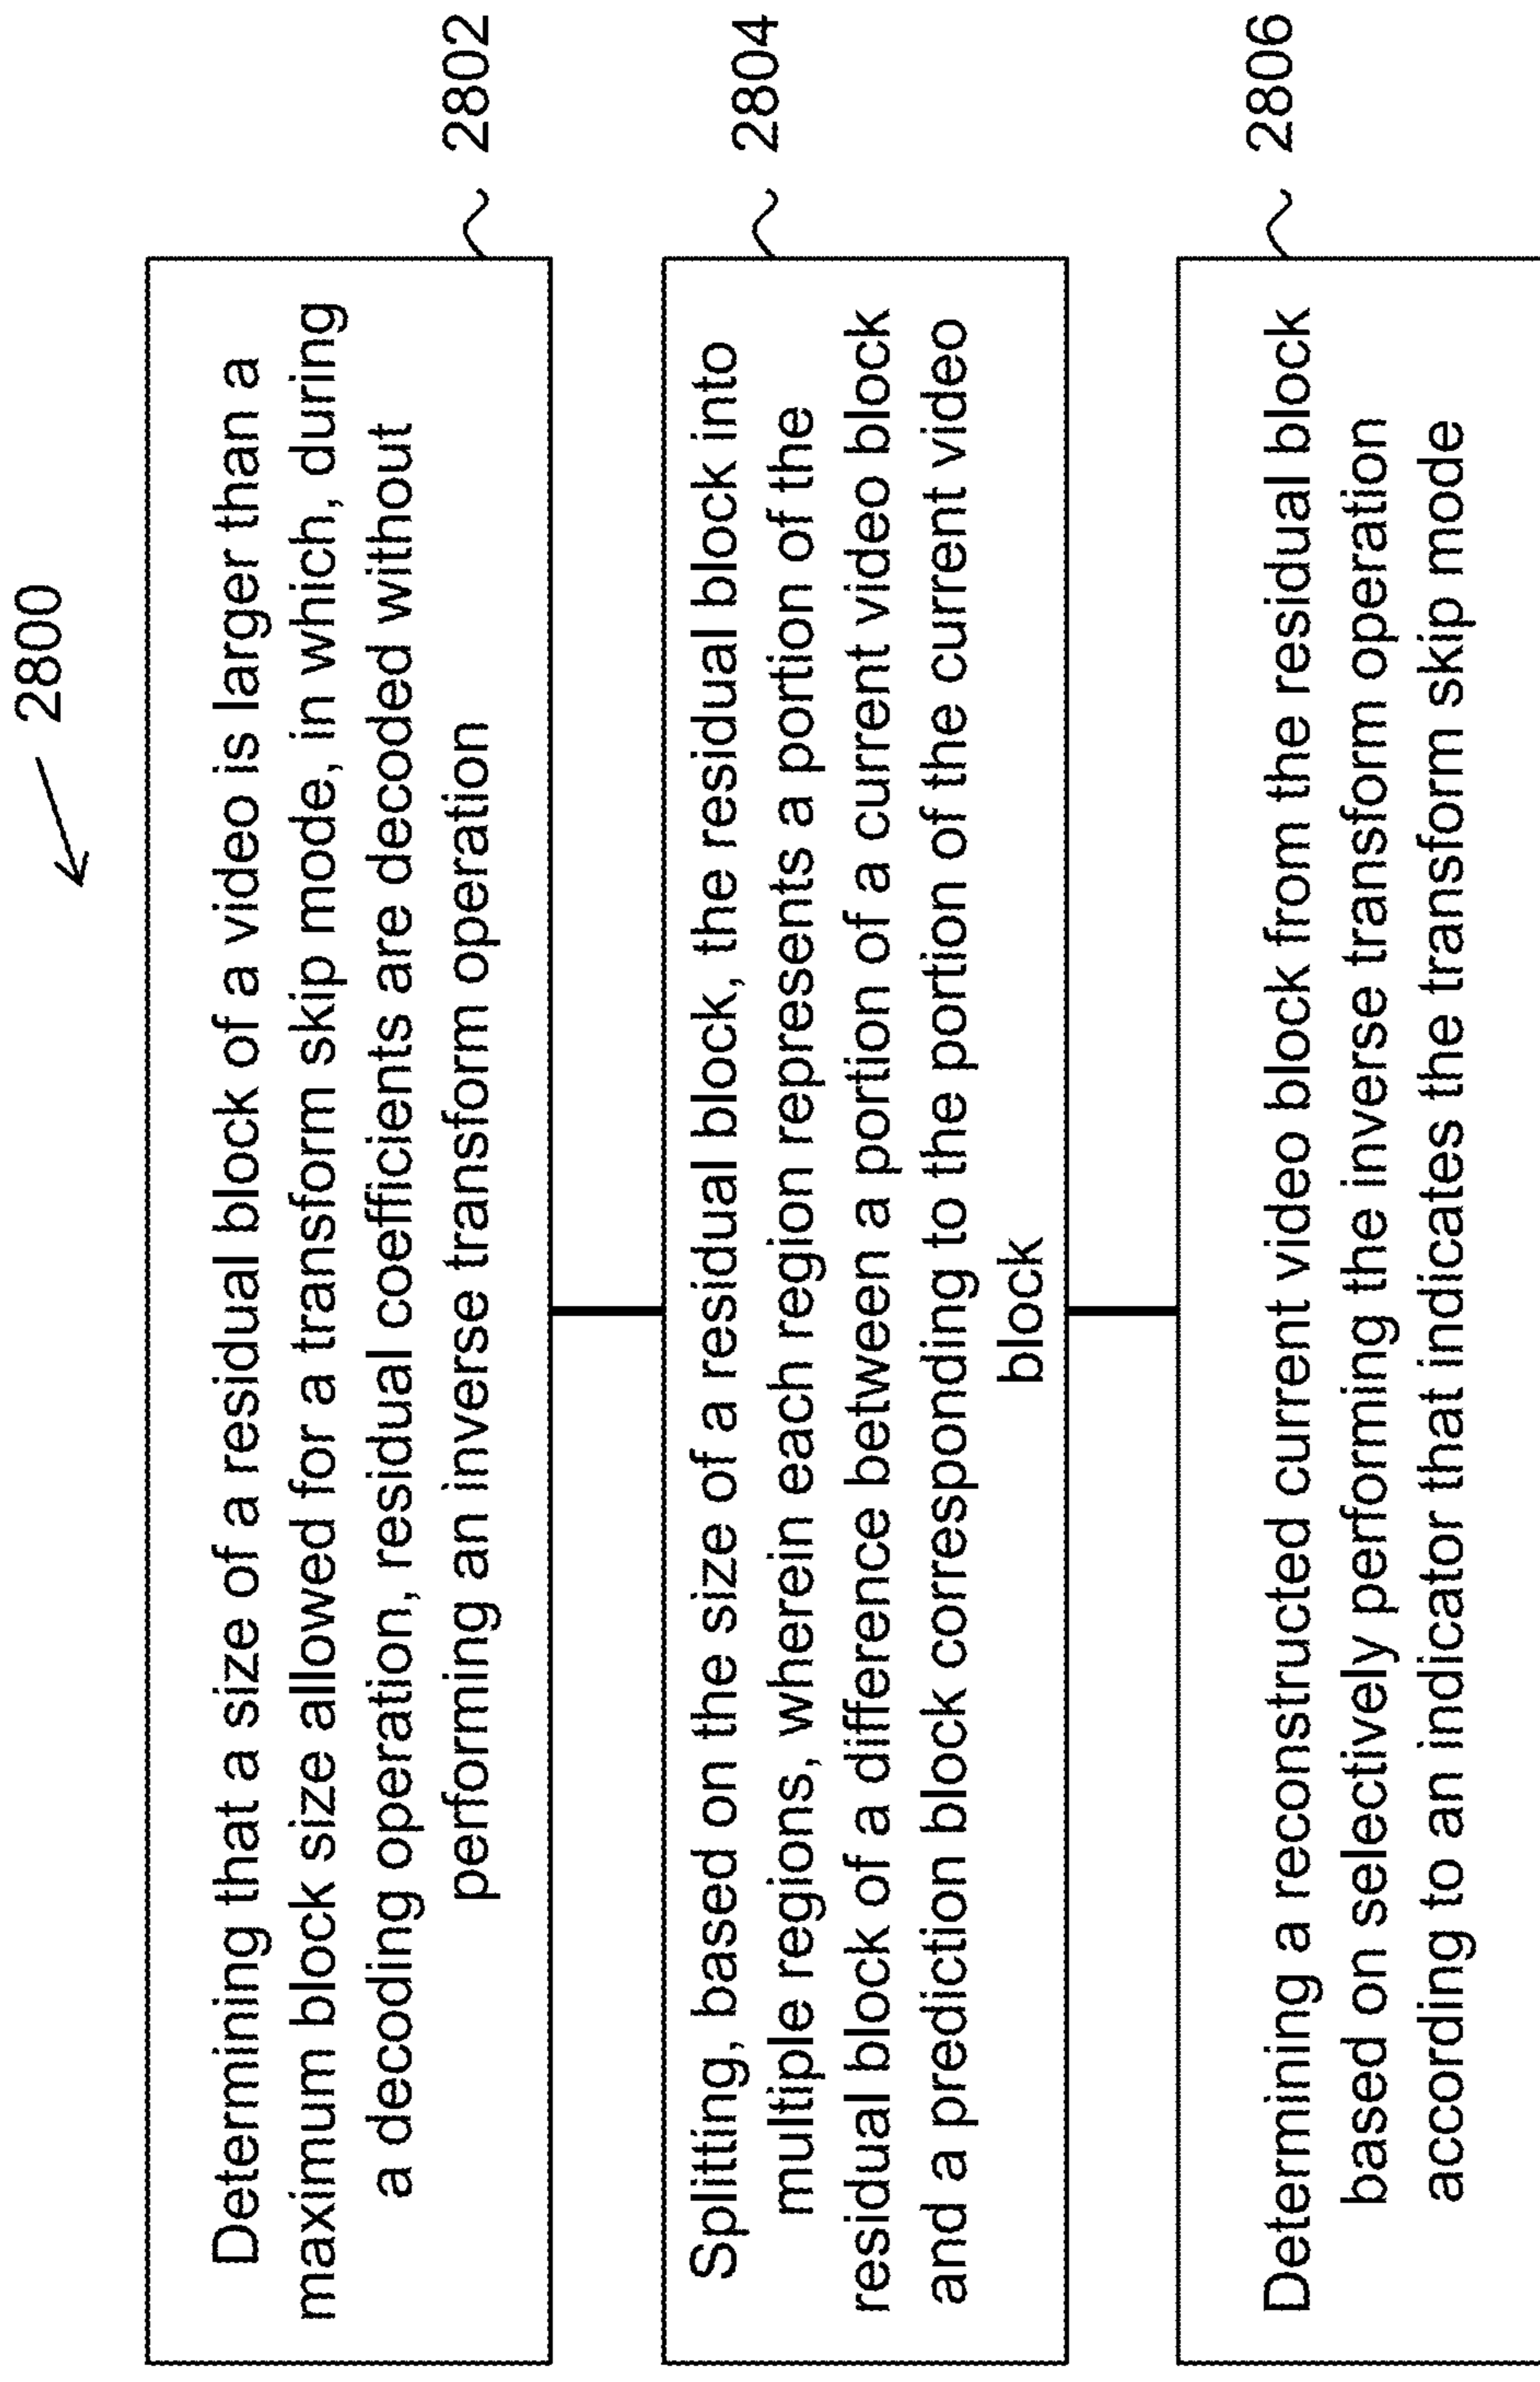 2800
Determining that a size of a residual block of a video is larger than a
maximum block size allowed for a transform skip mode, in which, during
a decoding operation, residual coefficients are decoded without
performing an inverse transform operation
2802
Splitting, based on the size of a residual block, the residual block into
multiple regions, wherein each region represents a portion of the
residual block of a difference between a portion of a current video block
and a prediction block corresponding to the portion of the current video
block
2804
Determining a reconstructed current video block from the residual block
based on selectively performing the inverse transform operation
according to an indicator that indicates the transform skip mode
2806